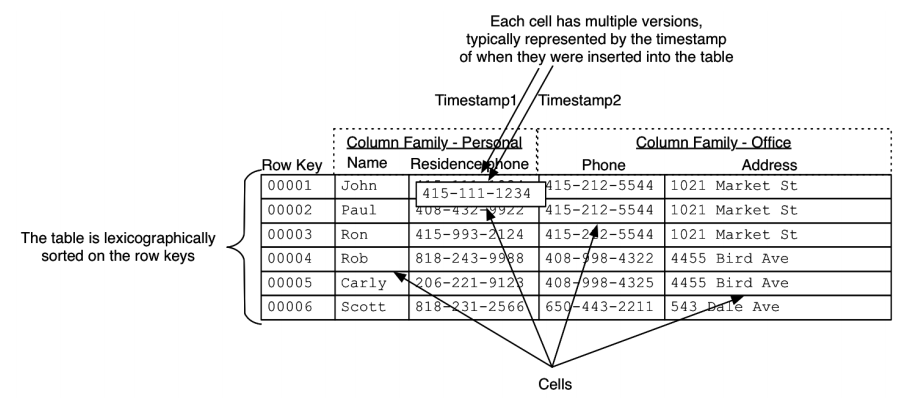 Each cell has multiple versions,
typically represented by the timestamp
of when they were inserted into the table
Timestamp1 Timestamp2
Column Family - Personal Column Family - Office
Row Key Name Residence phone Phone Address
00001 John 415-212-5544 1021 Market St
415-111-1234
00002 Paul 408-432-9922 415-212-5544 1021 Market St
00003 Ron 415-993-2124 415-212-5544 1021 Market St
The table is lexicographically
sorted on the row keys
00004 Rob 818-243-9988 408-998-4322 4455 Bird Ave
00005 Carly 206-221-9123 408-998-4325 4455 Bird Ave
00006 Scott 818-231-2566 650-443-2211 543 Dale Ave
Cells